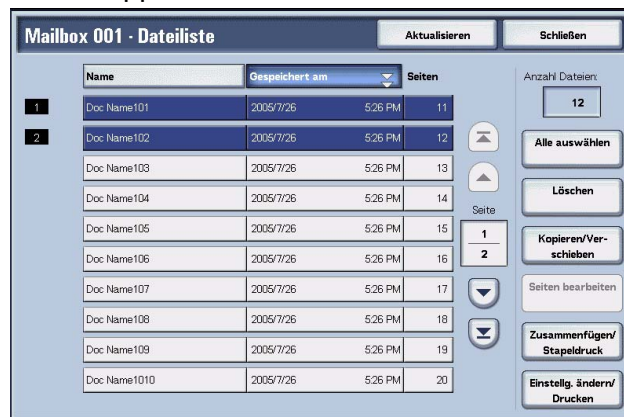 Mailbox 001 - Dateiliste
Aktualisieren
Schließen
Name
Gespeichert am
Seiten
Anzahl Dateien:
12
1
Doc Name101
2005/7/26
5:26 PM
11
2
Doc Name102
2005/7/26
5:26 PM
12
Doc Name103
2005/7/26
5:26 PM
13
Doc Name104
2005/7/26
5:26 PM
14
Doc Name105
2005/7/26
5:26 PM
15
Doc Name106
2005/7/26
5:26 PM
16
Doc Name107
2005/7/26
5:26 PM
17
Doc Name108
2005/7/26
5:26 PM
18
Doc Name109
2005/7/26
5:26 PM
19
Doc Name1010
2005/7/26
5:26 PM
20
Seite
1
2
Alle auswählen
Löschen
Kopieren/Ver-
schieben
Seiten bearbeiten
Zusammenfügen/
Stapeldruck
Einstellg. ändern/
Drucken